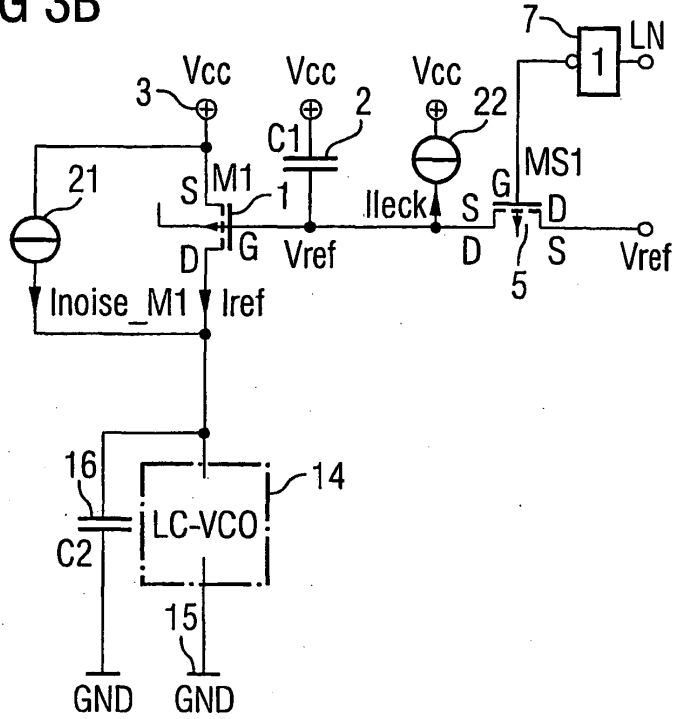 G 3B
7
LN
1
Vcc Vcc Vcc
3
2
22
C1
MS1
21
S M1
1
Ileck
S G D
D G
Vref
D
S
5
Vref
Inoise_M1 Iref
16
14
LC-VCO
C2
15
GND GND